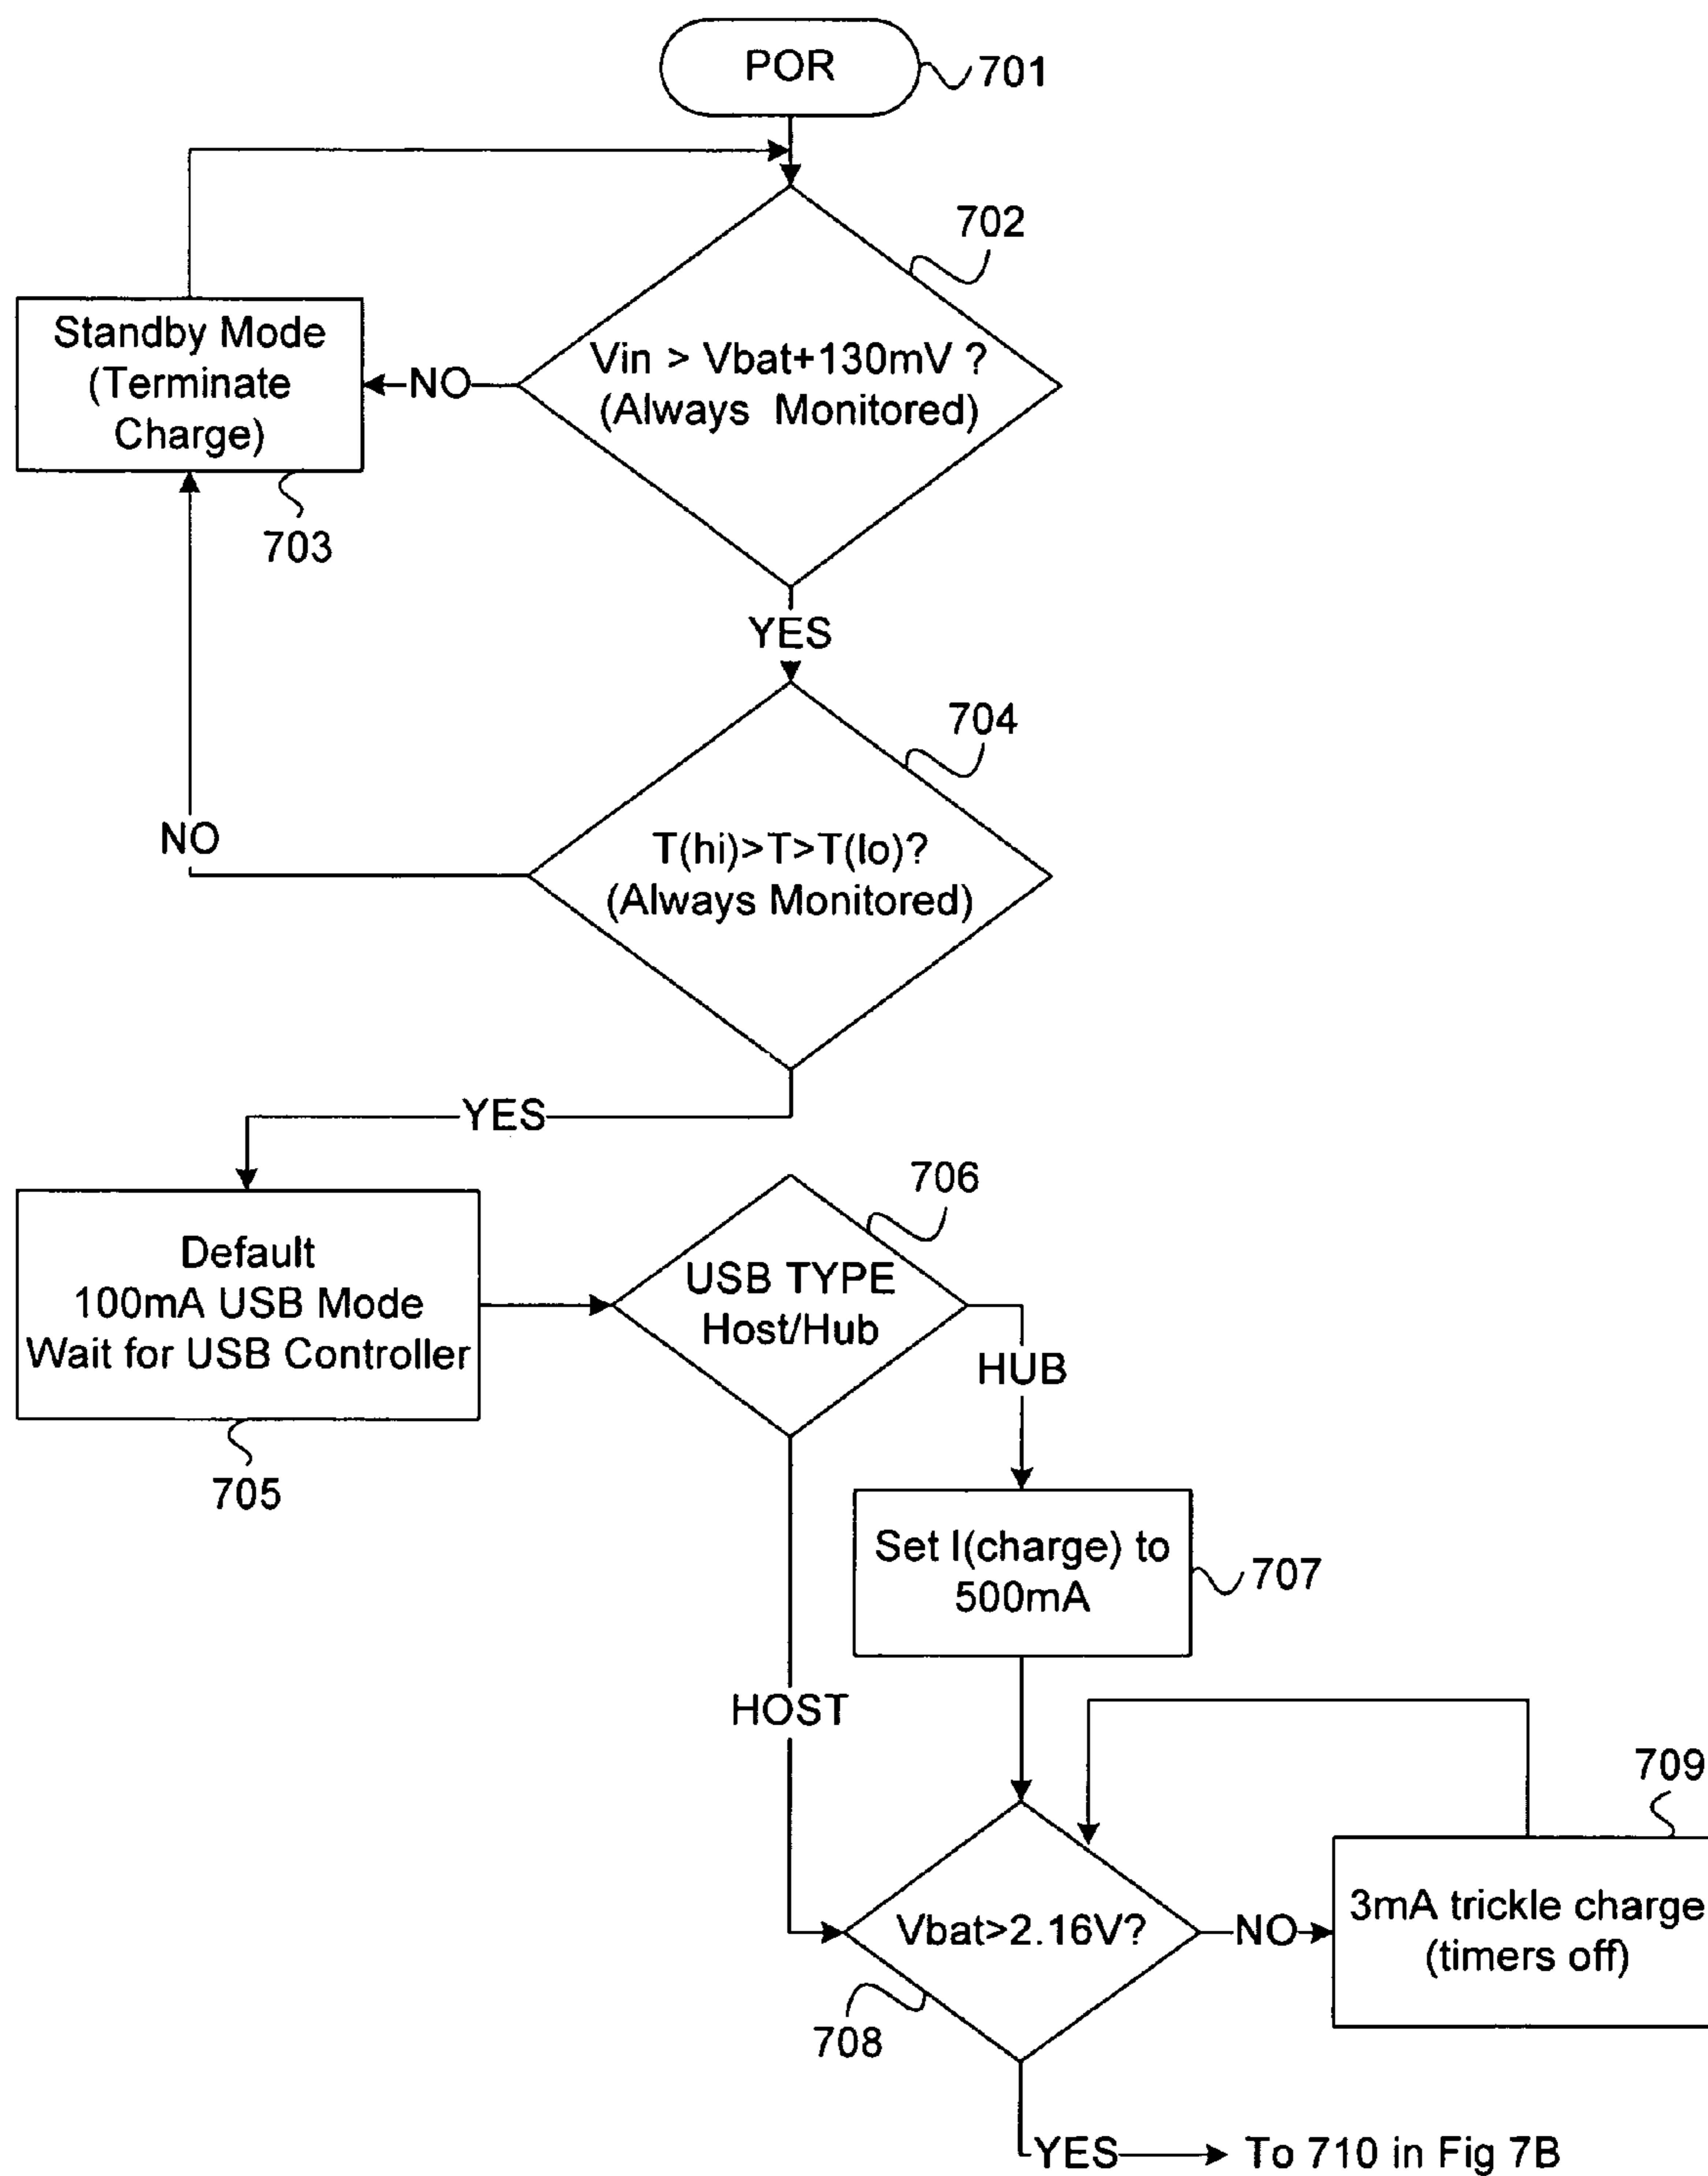 POR
701
702
Vin > Vbat+130mV ?
(Always Monitored)
NO
Standby Mode
(Terminate
Charge)
703
YES
704
T(hi)>T>T(lo)?
(Always Monitored)
NO
YES
Default
100mA USB Mode
Wait for USB Controller
705
706
USB TYPE
Host/Hub
HUB
Set I(charge) to
500mA
707
HOST
709
Vbat>2.16V?
NO
3mA trickle charge
(timers off)
708
YES
To 710 in Fig 7B